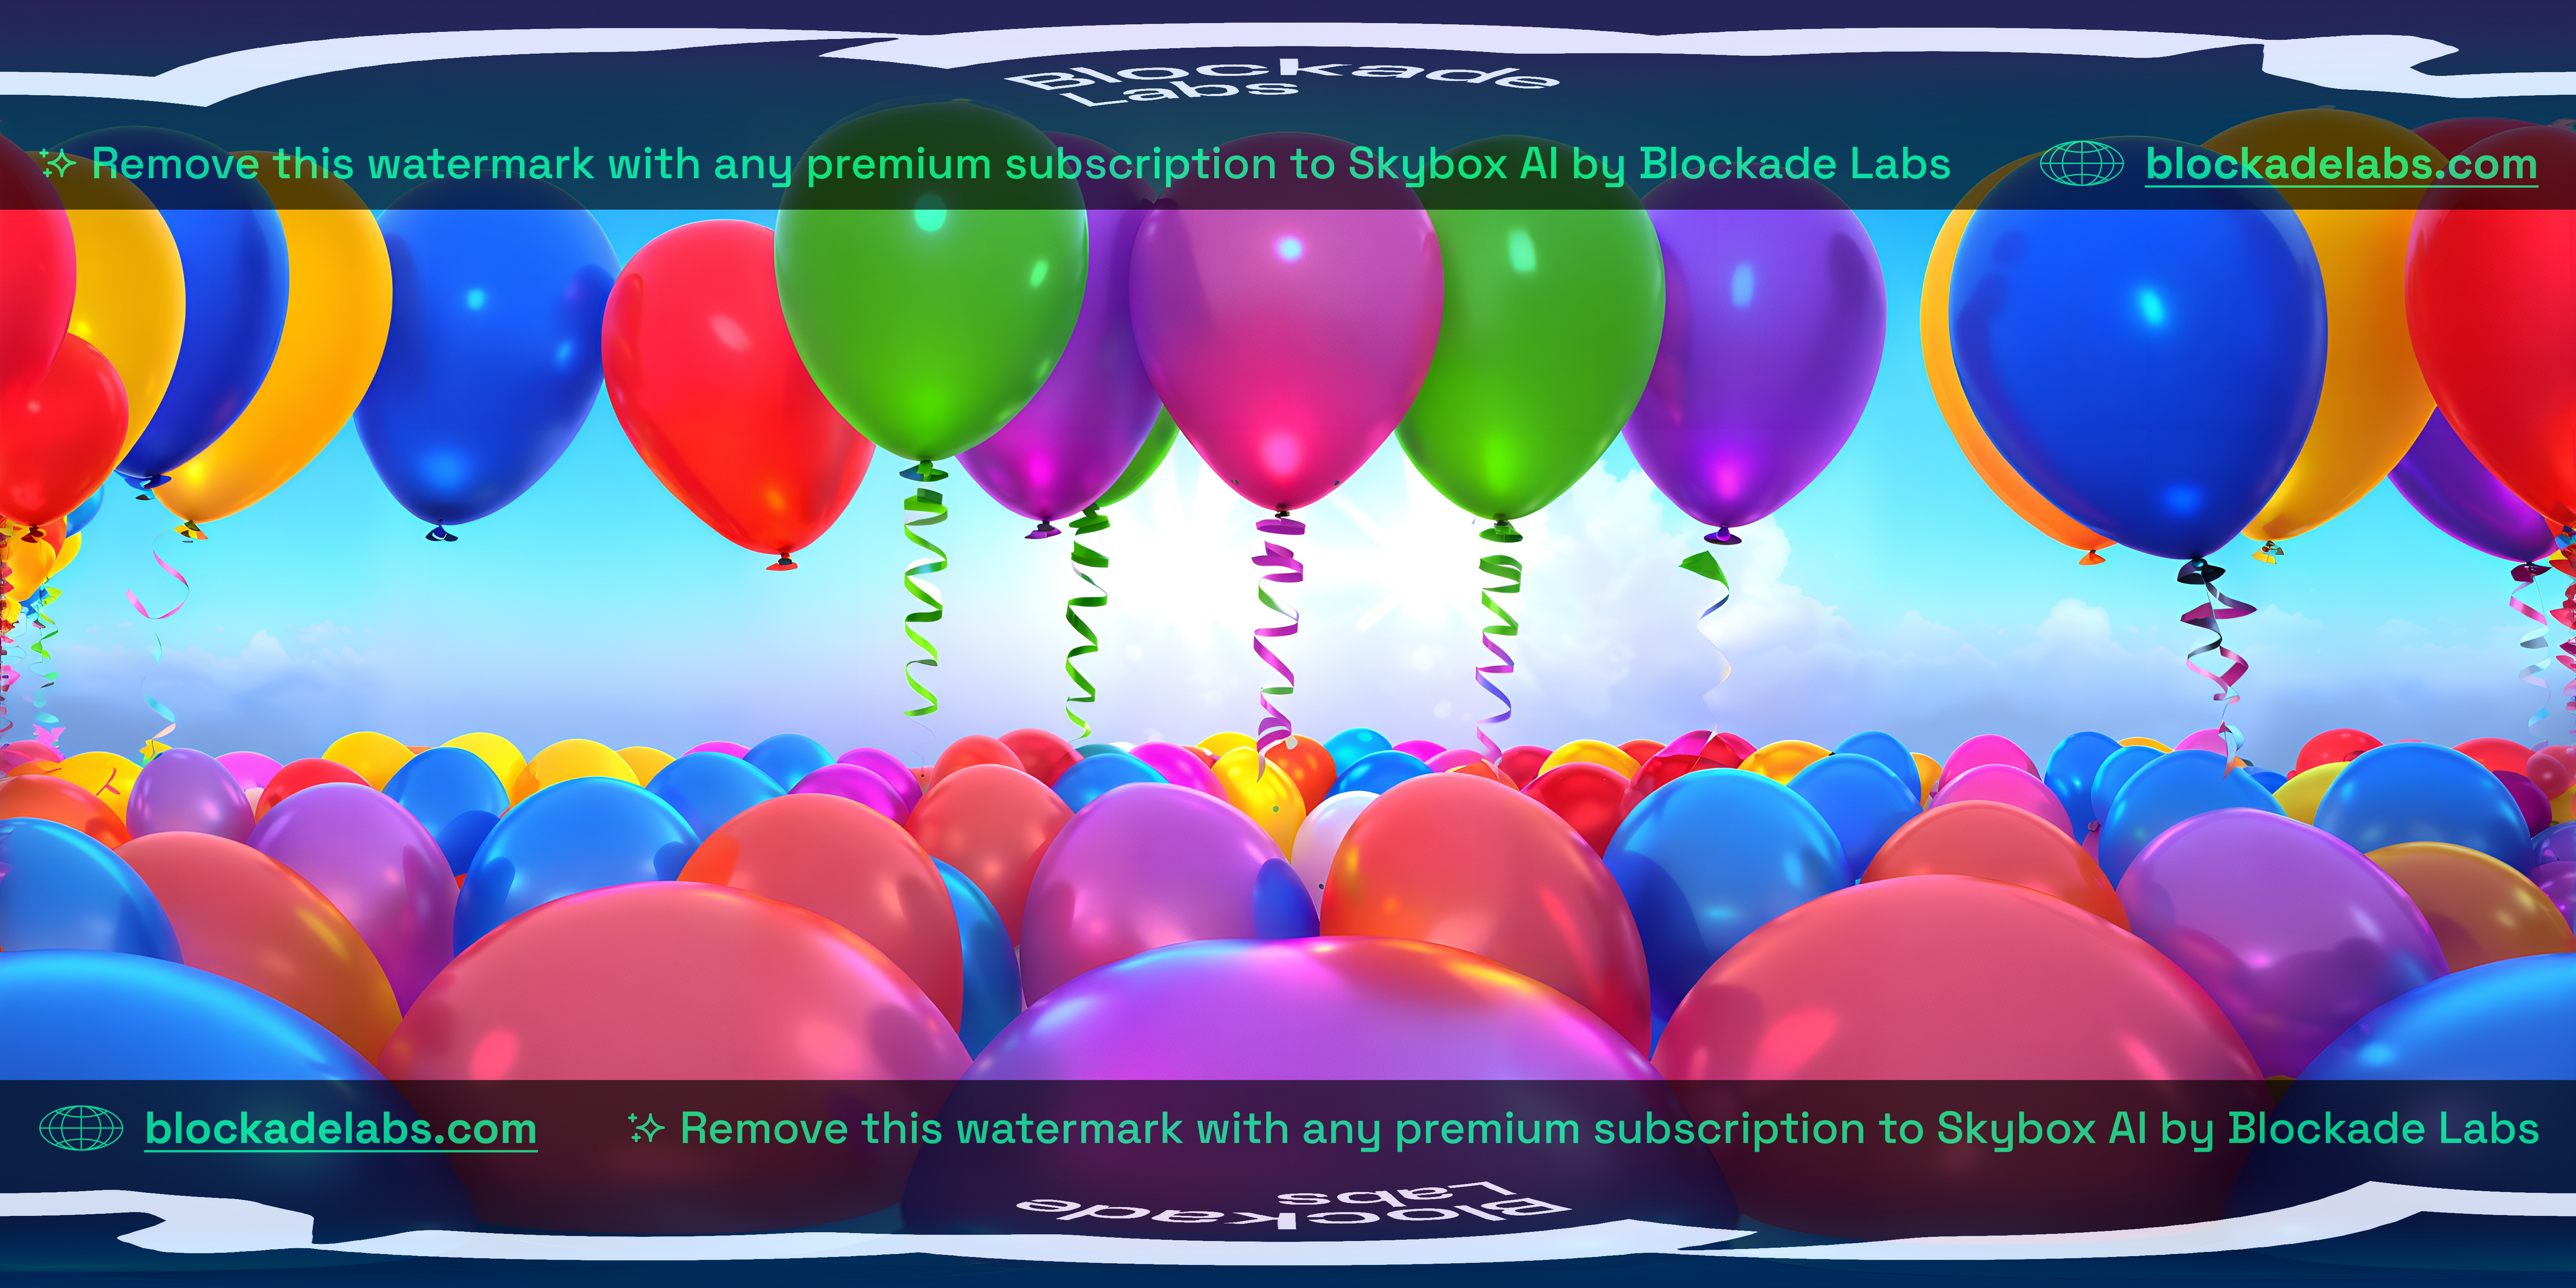 Blockade
Labs
Remove this watermark with any premium subscription to Skybox AI by Blockade Labs
blockadelabs.com
blockadelabs.com
Remove this watermark with any premium subscription to Skybox AI by Blockade Labs
Labs
Blockade